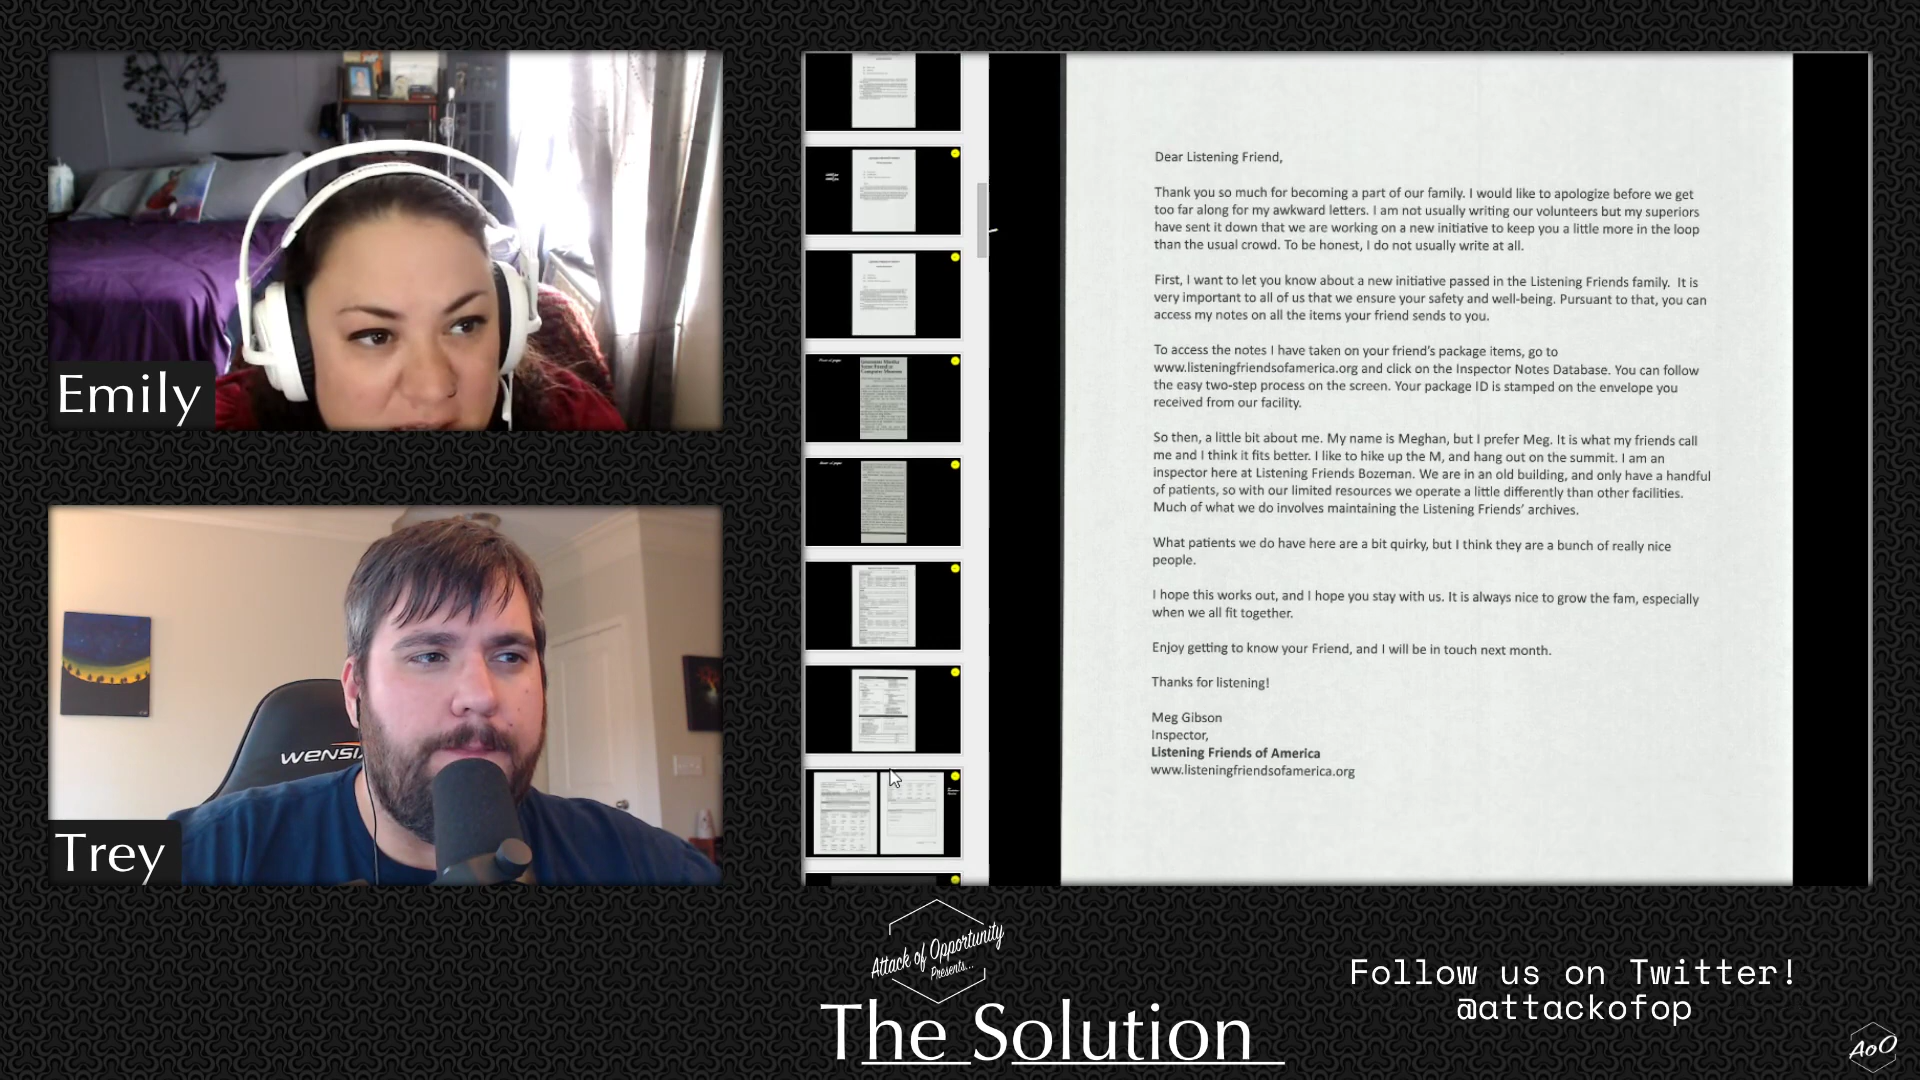 Emily
WENSI
Trey
Dear Listening Friend,
Thank you so much for becoming a part of our family. I would like to apologize before we get
too far along for my awkward letters. I am not usually writing our volunteers but my superiors
have sent it down that we are working on a new initiative to keep you a little more in the loop
than the usual crowd. To be honest, I do not usually write at all.
First, I want to let you know about a new initiative passed in the Listening Friends family. It is
very important to all of us that we ensure your safety and well-being. Pursuant to that, you can
access my notes on all the items your friend sends to you.
To access the notes I have taken on your friend's package items, go to
www.listeningfriendsofamerica.org and click on the Inspector Notes Database. You can follow
the easy two-step process on the screen. Your package ID is stamped on the envelope you
received from our facility.
So then, a little bit about me. My name is Meghan, but I prefer Meg. It is what my friends call
me and I think it fits better. I like to hike up the M, and hang out on the summit. I am an
inspector here at Listening Friends Bozeman. We are in an old building, and only have a handful
of patients, so with our limited resources we operate a little differently than other facilities.
Much of what we do involves maintaining the Listening Friends' archives.
What patients we do have here are a bit quirky, but I think they are a bunch of really nice
people.
I hope this works out, and I hope you stay with us. It is always nice to grow the fam, especially
when we all fit together.
Enjoy getting to know your Friend, and I will be in touch next month.
Thanks for listening!
Meg Gibson
Inspector,
Listening Friends of America
www.listeningfriendsofamerica.org
Attack of Opportunity
Presents...
The Solution
Follow us on Twitter!
@attackofop
AoO